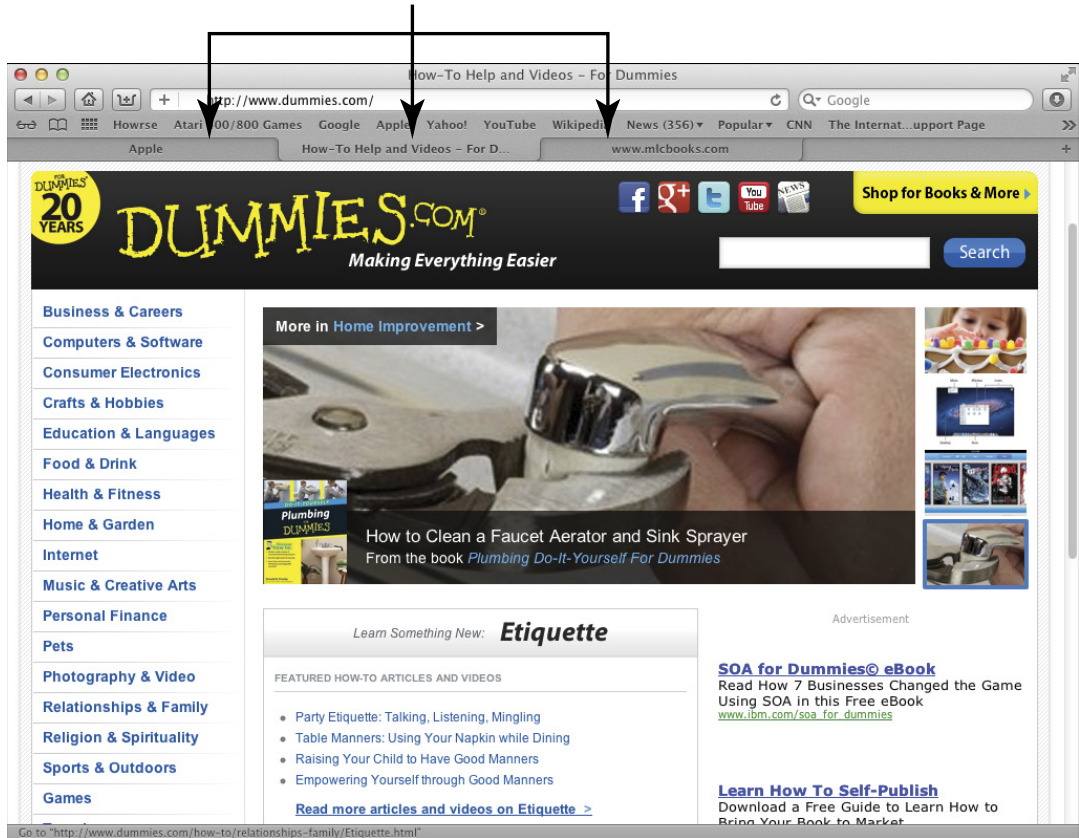 How-To Help and Videos – For Dummies
http://www.dummies.com/
Google
Howrse Atari 400/800 Games Google Apple Yahoo! YouTube Wikipedia News (356) Popular CNN The Internat...upport Page
Apple
How-To Help and Videos – For D...
www.mlcbooks.com
FOR DUMMIES
20
YEARS
DUMMIES.COM®
Making Everything Easier
You Tube
NEWS
Shop for Books & More
Search
Business & Careers
Computers & Software
Consumer Electronics
Crafts & Hobbies
Education & Languages
Food & Drink
Health & Fitness
Home & Garden
Internet
Music & Creative Arts
Personal Finance
Pets
Photography & Video
Relationships & Family
Religion & Spirituality
Sports & Outdoors
Games
More in Home Improvement >
DO-IT-YOURSELF
Plumbing
DUMMIES
How to Clean a Faucet Aerator and Sink Sprayer
From the book Plumbing Do-It-Yourself For Dummies
Learn Something New: Etiquette
FEATURED HOW-TO ARTICLES AND VIDEOS
Party Etiquette: Talking, Listening, Mingling
Table Manners: Using Your Napkin while Dining
Raising Your Child to Have Good Manners
Empowering Yourself through Good Manners
Read more articles and videos on Etiquette >
Advertisement
SOA for Dummies© eBook
Read How 7 Businesses Changed the Game
Using SOA in this Free eBook
www.ibm.com/soa_for_dummies
Learn How To Self-Publish
Download a Free Guide to Learn How to
Bring Your Book to Market
Go to "http://www.dummies.com/how-to/relationships-family/Etiquette.html"